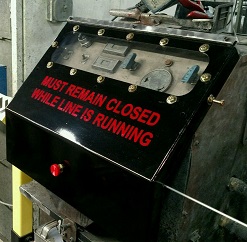 MUST REMAIN CLOSED
WHILE LINE IS RUNNING